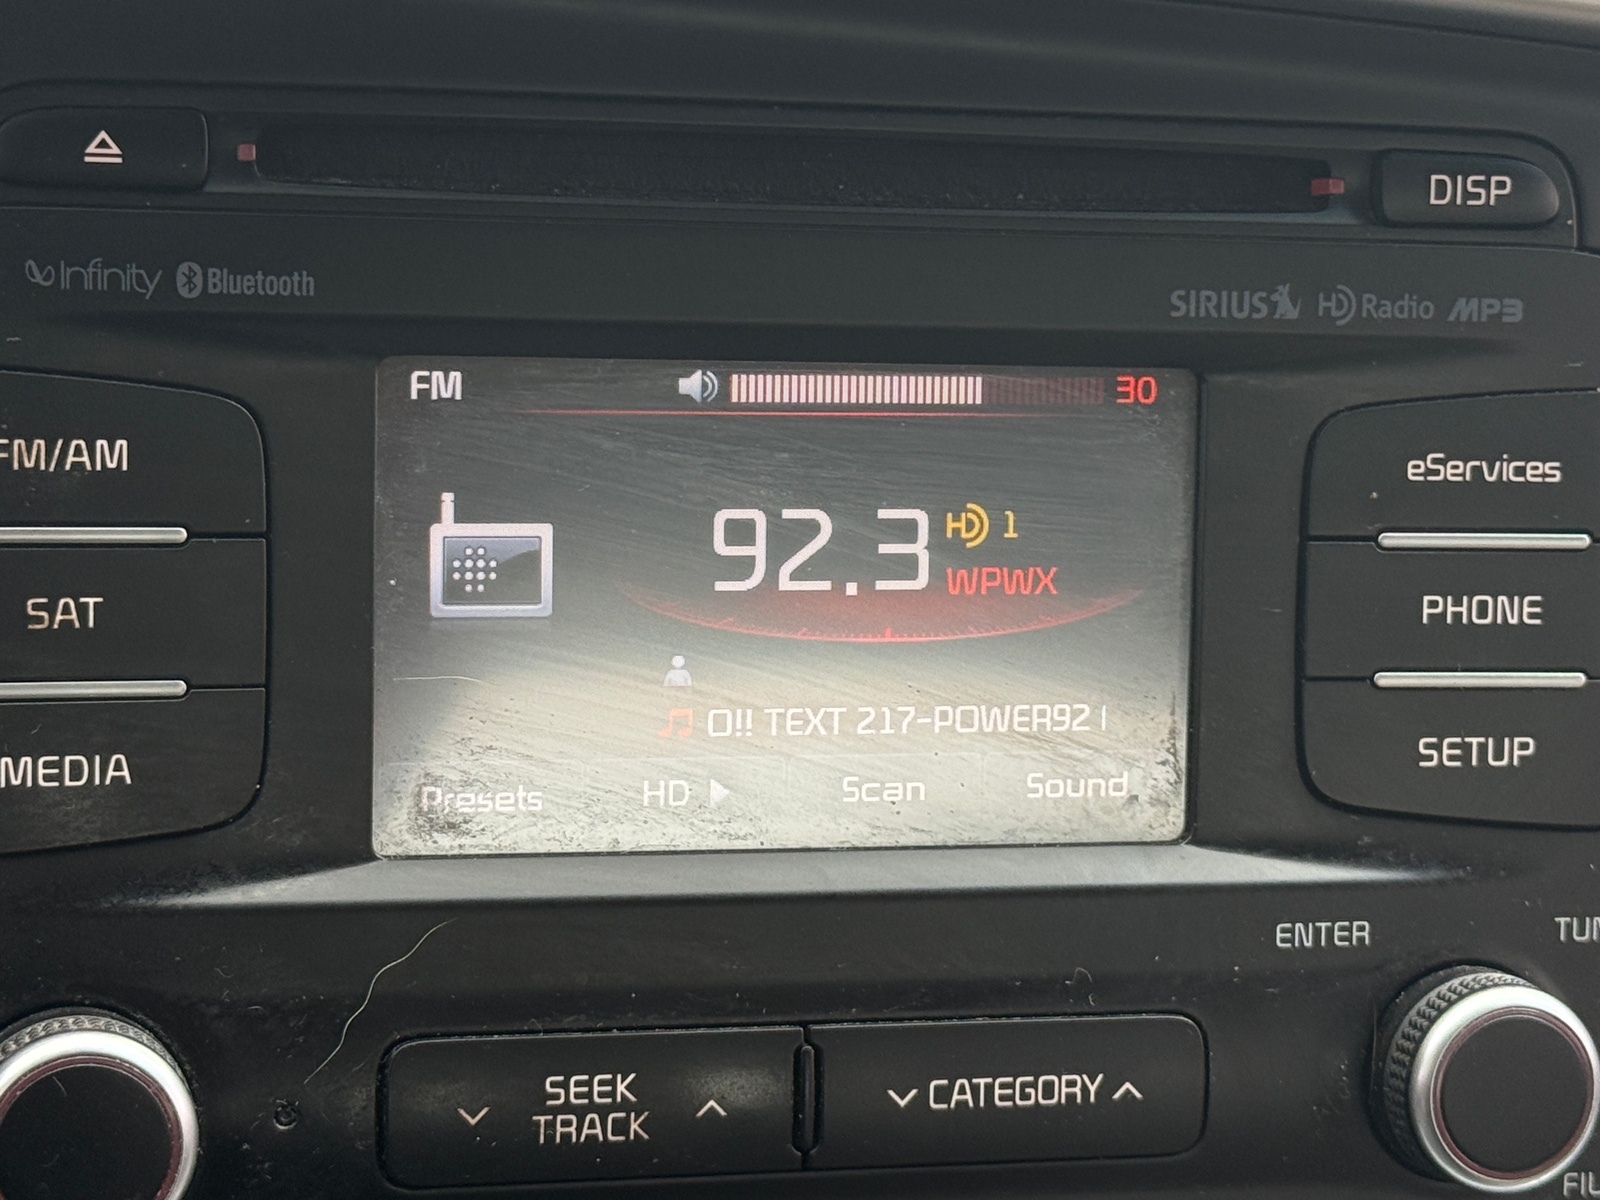 DISP
Infinity Bluetooth
SIRIUS HD Radio MP3
FM 30
FM/AM
eServices
92.3 HD 1
WPWX
SAT
PHONE
O!! TEXT 217-POWER92
MEDIA
SETUP
Presets HD Scan Sound
ENTER
SEEK
TRACK
CATEGORY